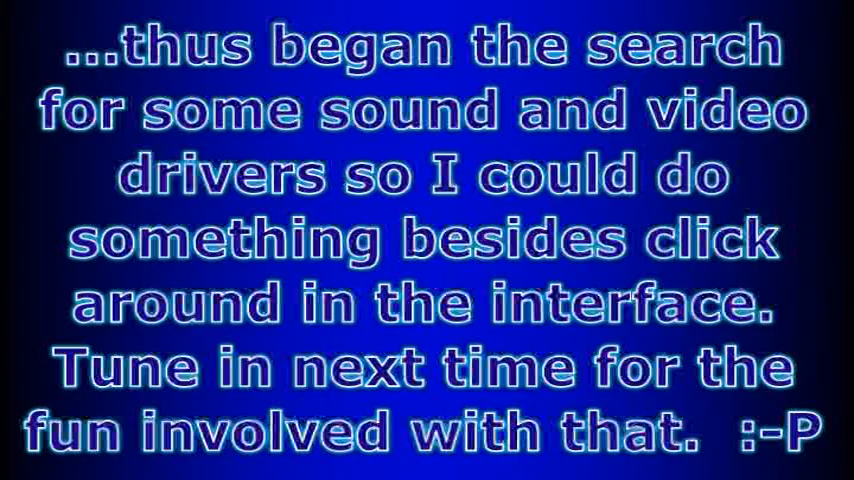 ...thus began the search
for some sound and video
drivers so I could do
something besides click
around in the interface.
Tune in next time for the
fun involved with that.  :-P